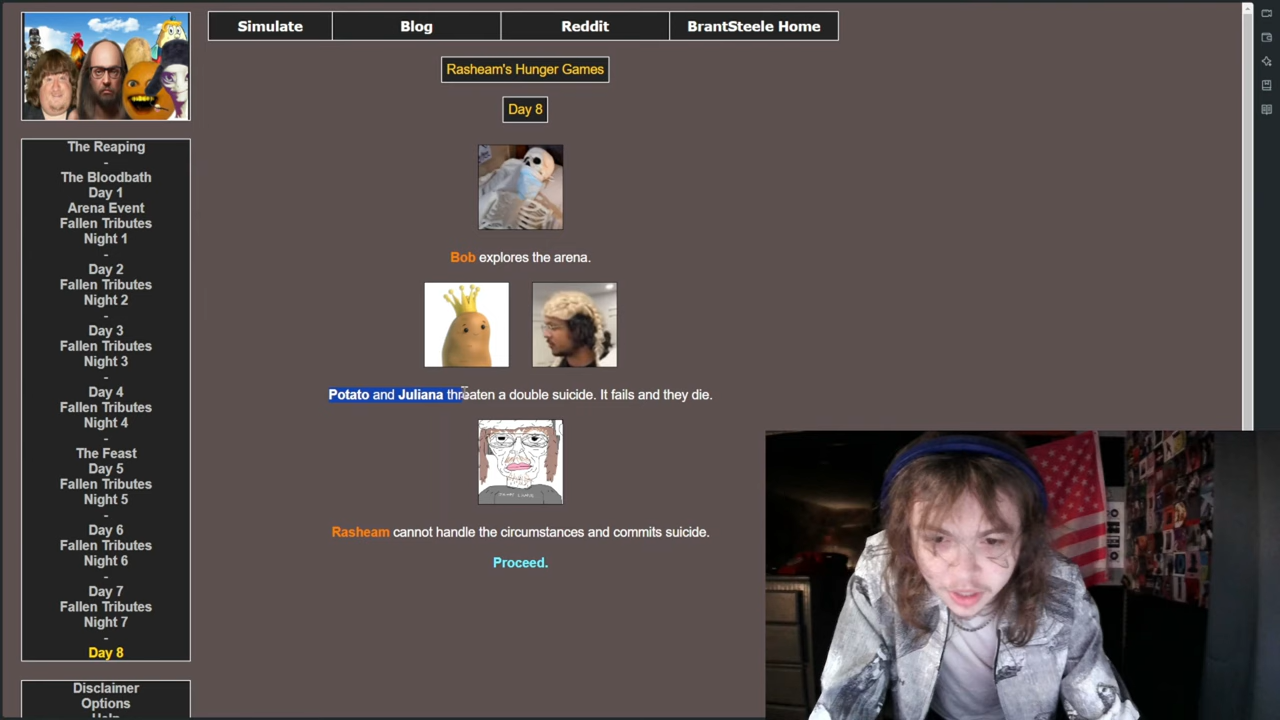 Simulate
Blog
Reddit
BrantSteele Home
Rasheam's Hunger Games
Day 8
The Reaping
-
The Bloodbath
Day 1
Arena Event
Fallen Tributes
Night 1
-
Day 2
Fallen Tributes
Night 2
-
Day 3
Fallen Tributes
Night 3
-
Day 4
Fallen Tributes
Night 4
-
The Feast
Day 5
Fallen Tributes
Night 5
-
Day 6
Fallen Tributes
Night 6
-
Day 7
Fallen Tributes
Night 7
-
Day 8
Disclaimer
Options
Help
Bob explores the arena.
Potato and Juliana threaten a double suicide. It fails and they die.
Rasheam cannot handle the circumstances and commits suicide.
Proceed.